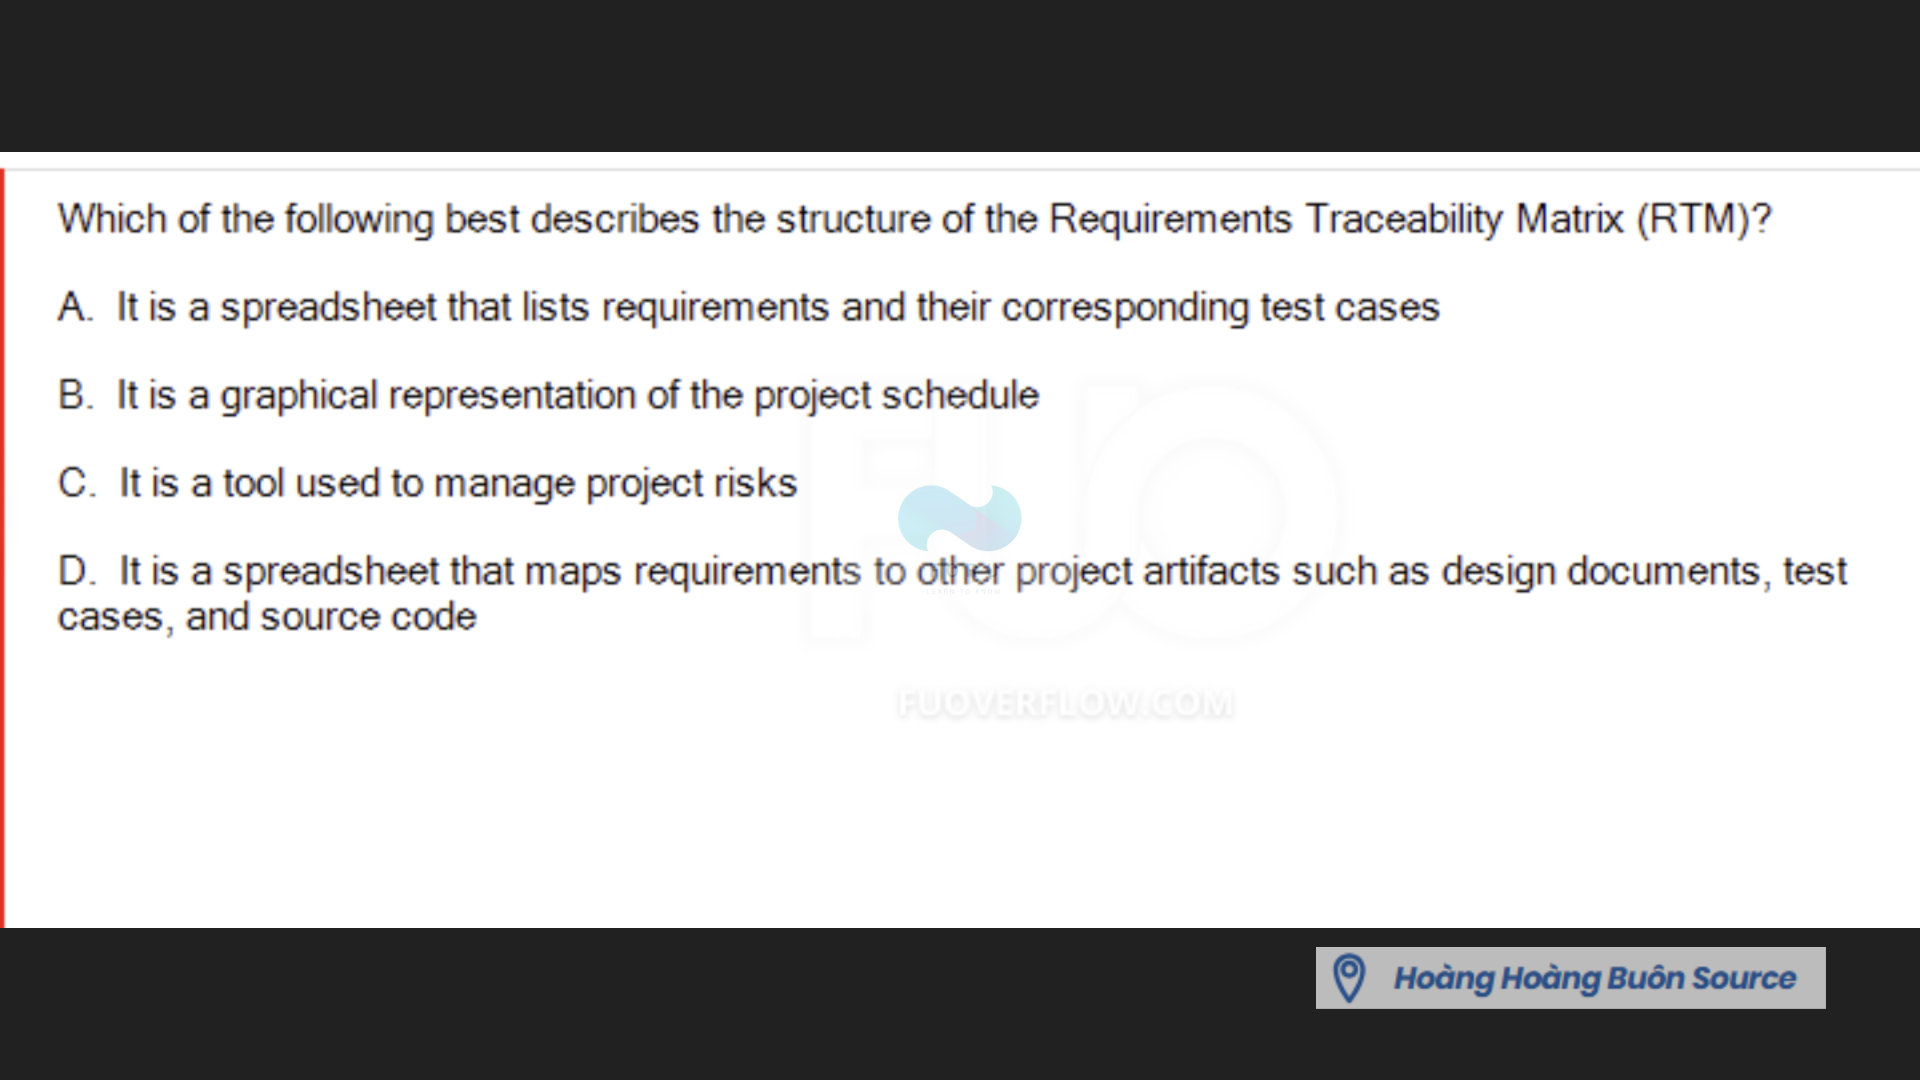 Which of the following best describes the structure of the Requirements Traceability Matrix (RTM)?
A. It is a spreadsheet that lists requirements and their corresponding test cases
B. It is a graphical representation of the project schedule
C. It is a tool used to manage project risks
D. It is a spreadsheet that maps requirements to other project artifacts such as design documents, test
cases, and source code
FUO
FUOVERFLOW.COM
Hoàng Hoàng Buôn Source